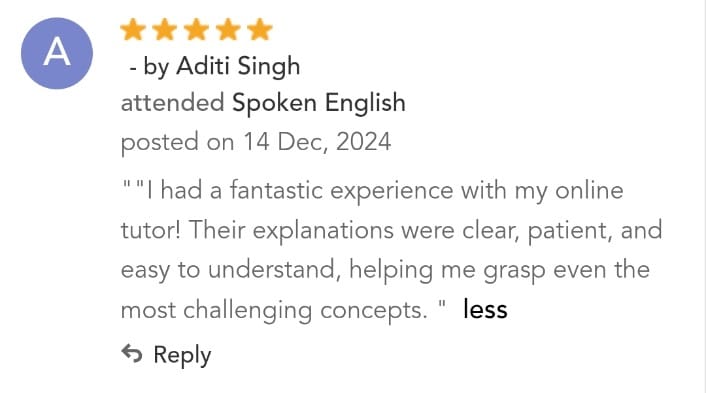 A
- by Aditi Singh
attended Spoken English
posted on 14 Dec, 2024
""I had a fantastic experience with my online
tutor! Their explanations were clear, patient, and
easy to understand, helping me grasp even the
most challenging concepts. " less
Reply